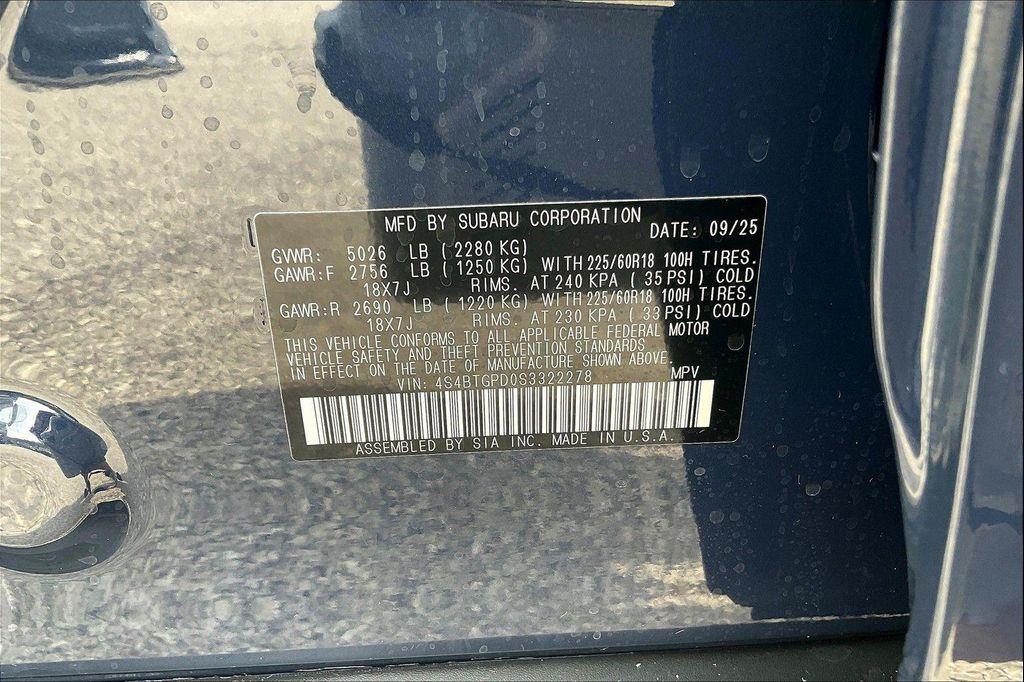 MFD BY SUBARU CORPORATION
DATE: 09/25
GVWR: 5026 LB (2280 KG)
GAWR:F 2756 LB (1250 KG) WITH 225/60R18 100H TIRES.
18X7J RIMS. AT 240 KPA (35 PSI) COLD
GAWR:R 2690 LB (1220 KG) WITH 225/60R18 100H TIRES.
18X7J RIMS. AT 230 KPA (33 PSI) COLD
THIS VEHICLE CONFORMS TO ALL APPLICABLE FEDERAL MOTOR
VEHICLE SAFETY AND THEFT PREVENTION STANDARDS
IN EFFECT ON THE DATE OF MANUFACTURE SHOWN ABOVE.
VIN: 4S4BTGPD0S3322278 MPV
ASSEMBLED BY SIA INC. MADE IN U.S.A.